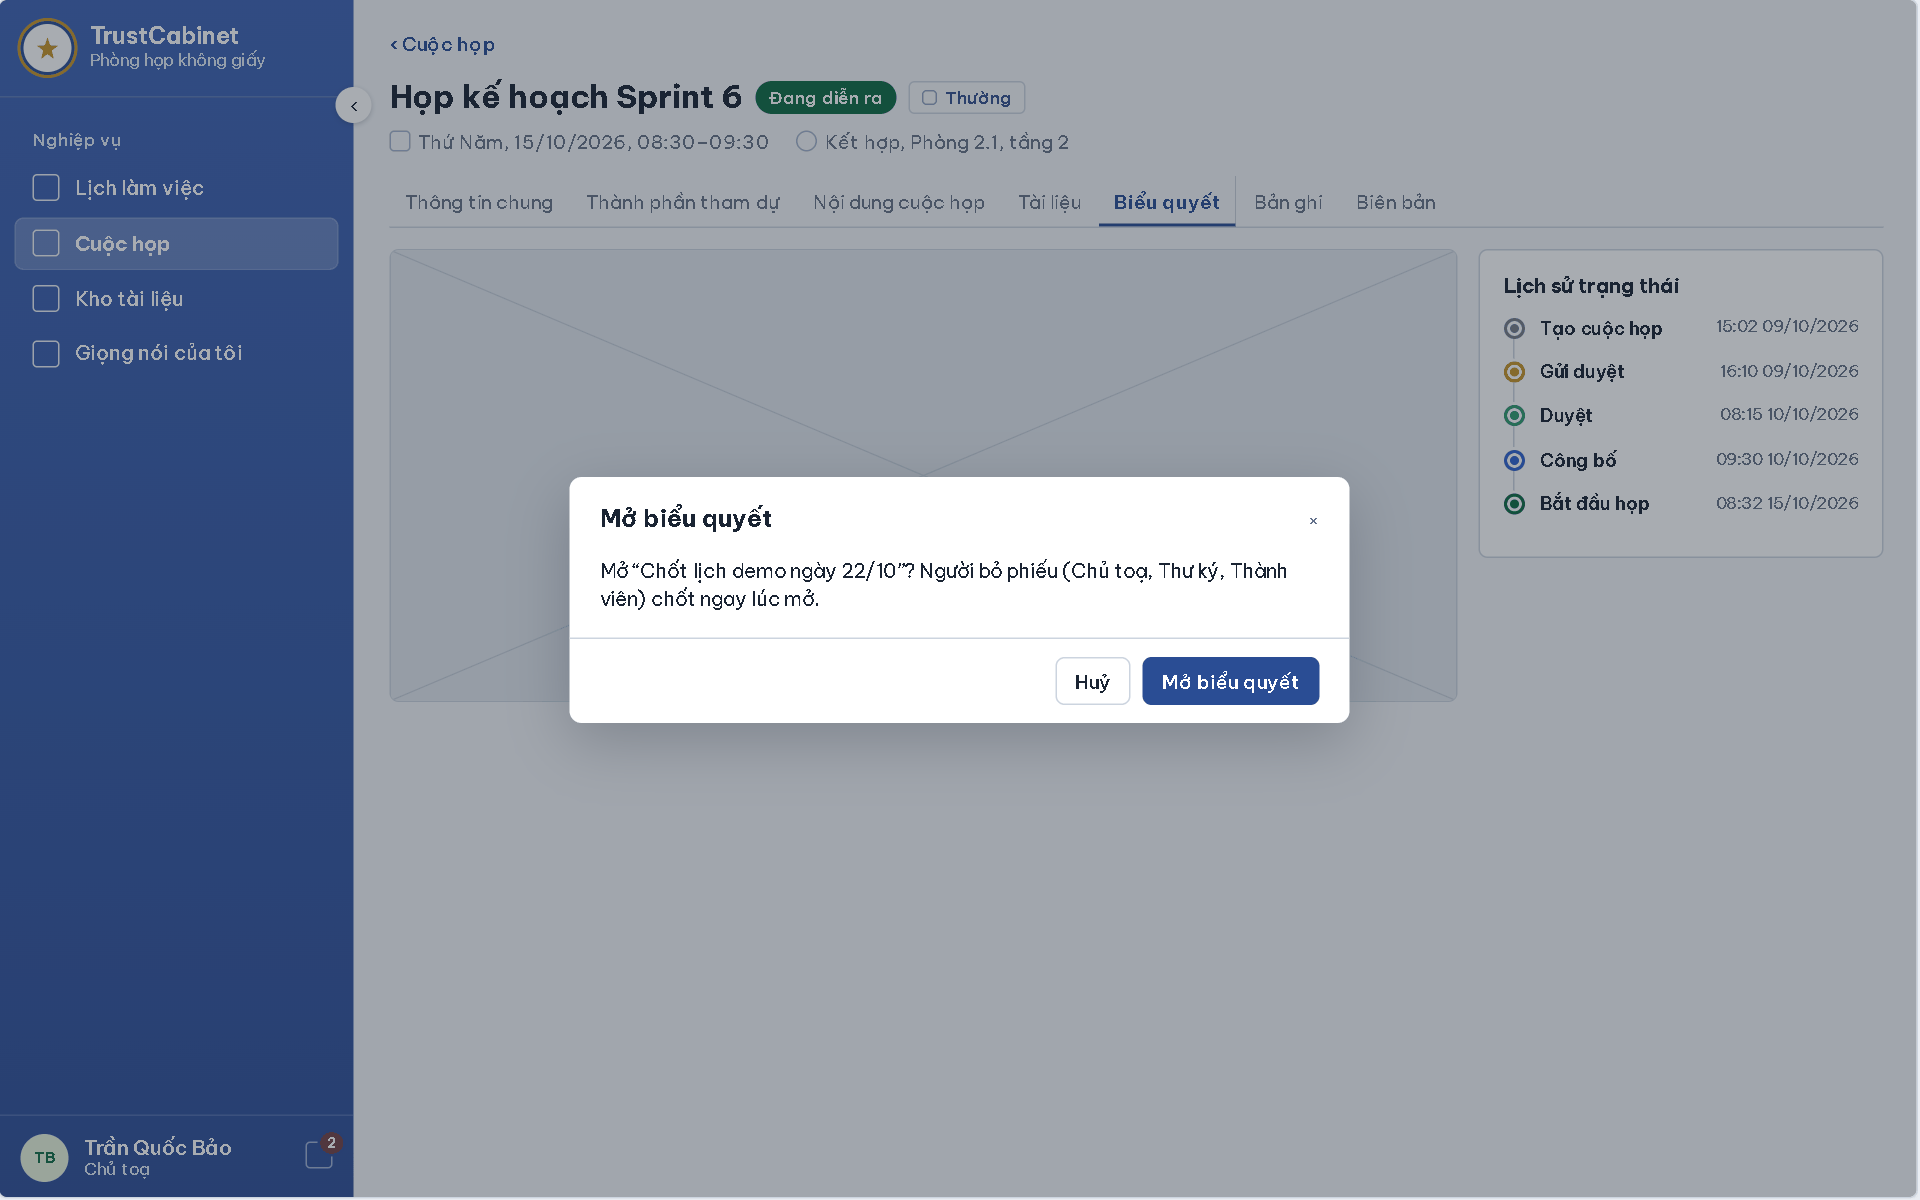 TrustCabinet
Phòng họp không giấy
Nghiệp vụ
Lịch làm việc
Cuộc họp
Kho tài liệu
Giọng nói của tôi
TB
Trần Quốc Bảo
Chủ toạ
2
‹ Cuộc họp
Họp kế hoạch Sprint 6
Đang diễn ra
Thường
Thứ Năm, 15/10/2026, 08:30–09:30
Kết hợp, Phòng 2.1, tầng 2
Thông tin chung
Thành phần tham dự
Nội dung cuộc họp
Tài liệu
Biểu quyết
Bản ghi
Biên bản
Lịch sử trạng thái
Tạo cuộc họp 15:02 09/10/2026
Gửi duyệt 16:10 09/10/2026
Duyệt 08:15 10/10/2026
Công bố 09:30 10/10/2026
Bắt đầu họp 08:32 15/10/2026
Mở biểu quyết
×
Mở “Chốt lịch demo ngày 22/10”? Người bỏ phiếu (Chủ toạ, Thư ký, Thành
viên) chốt ngay lúc mở.
Huỷ
Mở biểu quyết